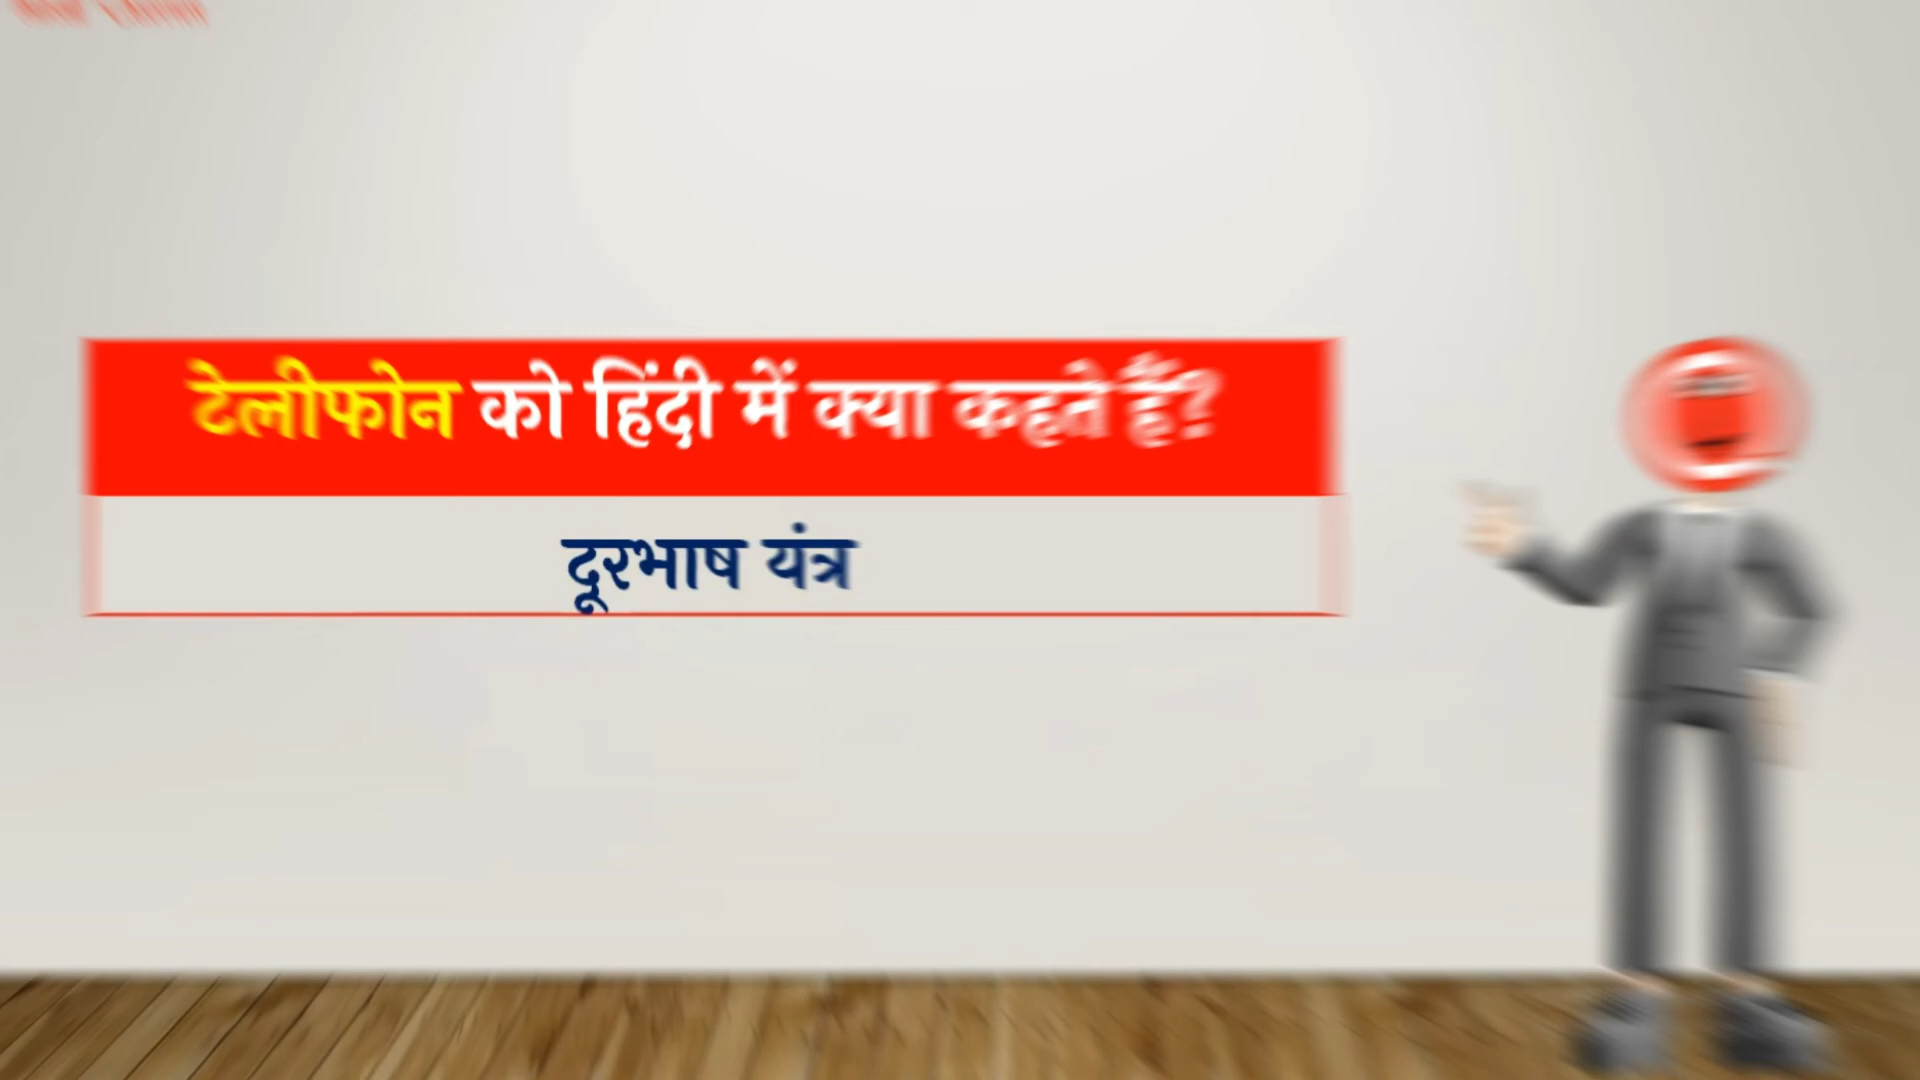 टेलीफोन को हिंदी में क्या कहते हैं?
दूरभाष यंत्र